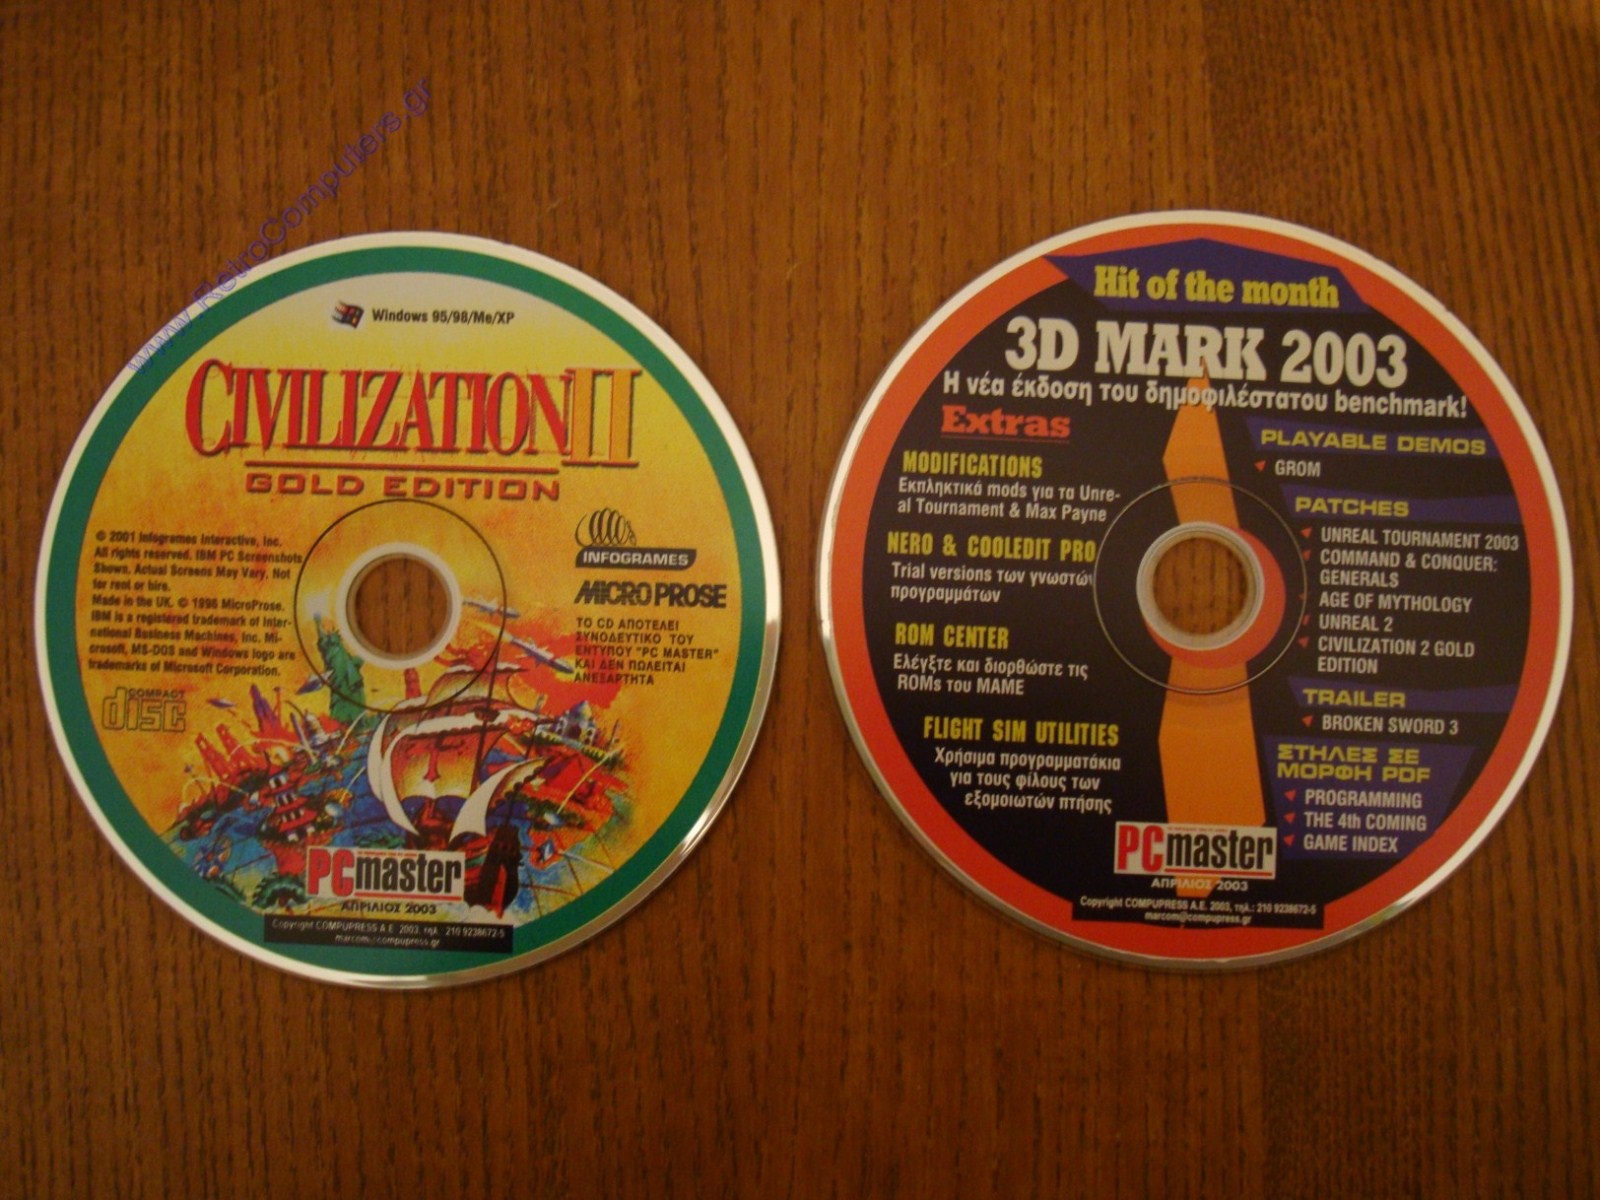 www.RetroComputers.gr
Windows 95/98/Me/XP
CIVILIZATION II
GOLD EDITION
© 2001 Infogrames Interactive, Inc.
All rights reserved. IBM PC Screenshots
Shown. Actual Screens May Vary. Not
for rent or hire.
Made in the UK. © 1996 MicroProse.
IBM is a registered trademark of Inter-
national Business Machines, Inc. Mi-
crosoft, MS-DOS and Windows logo are
trademarks of Microsoft Corporation.
COMPACT
disc
INFOGRAMES
MICROPROSE
ΤΟ CD ΑΠΟΤΕΛΕΙ
ΣΥΝΟΔΕΥΤΙΚΟ ΤΟΥ
ΕΝΤΥΠΟΥ "PC MASTER"
ΚΑΙ ΔΕΝ ΠΩΛΕΙΤΑΙ
ΑΝΕΞΑΡΤΗΤΑ
PCmaster
ΑΠΡΙΛΙΟΣ 2003
Copyright COMPUPRESS A.E. 2003, τηλ.: 210 9238672-5
marcom@compupress.gr
Hit of the month
3D MARK 2003
Η νέα έκδοση του δημοφιλέστατου benchmark!
Extras
MODIFICATIONS
Εκπληκτικά mods για τα Unre-
al Tournament & Max Payne
NERO & COOLEDIT PRO
Trial versions των γνωστών
προγραμμάτων
ROM CENTER
Ελέγξτε και διορθώστε τις
ROMs του MAME
FLIGHT SIM UTILITIES
Χρήσιμα προγραμματάκια
για τους φίλους των
εξομοιωτών πτήσης
PLAYABLE DEMOS
GROM
PATCHES
UNREAL TOURNAMENT 2003
COMMAND & CONQUER:
GENERALS
AGE OF MYTHOLOGY
UNREAL 2
CIVILIZATION 2 GOLD
EDITION
TRAILER
BROKEN SWORD 3
ΣΤΗΛΕΣ ΣΕ
ΜΟΡΦΗ PDF
PROGRAMMING
THE 4th COMING
GAME INDEX
PCmaster
ΑΠΡΙΛΙΟΣ 2003
Copyright COMPUPRESS A.E. 2003, τηλ.: 210 9238672-5
marcom@compupress.gr